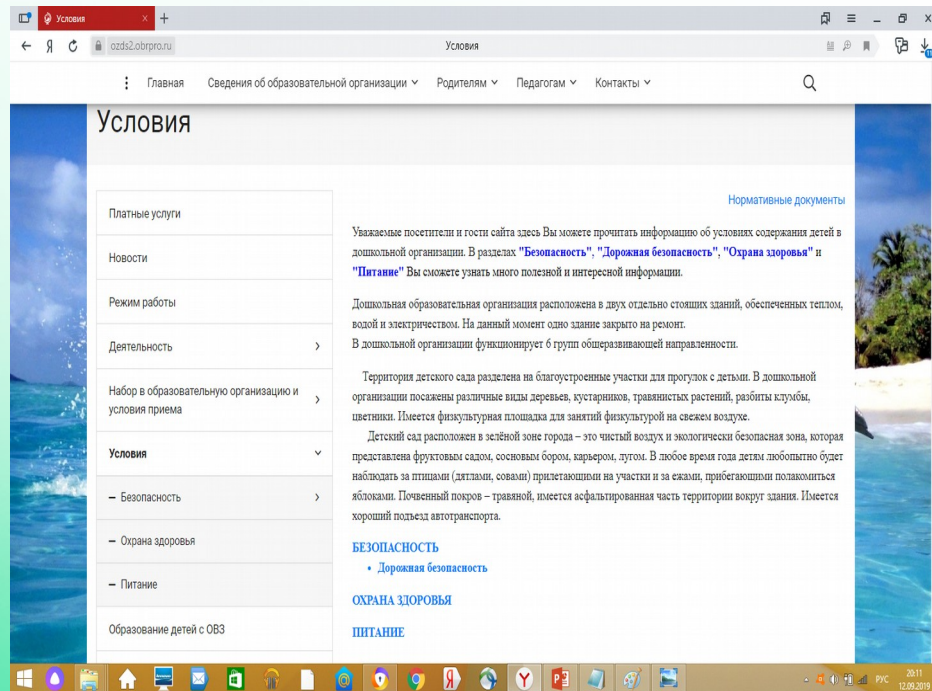 Условия
ozds2.obrpro.ru
Условия
Главная
Сведения об образовательной организации
Родителям
Педагогам
Контакты
Условия
Платные услуги
Новости
Режим работы
Деятельность
Набор в образовательную организацию и
условия приема
Условия
– Безопасность
– Охрана здоровья
– Питание
Образование детей с ОВЗ
Нормативные документы
Уважаемые посетители и гости сайта здесь Вы можете прочитать информацию об условиях содержания детей в
дошкольной организации. В разделах "Безопасность", "Дорожная безопасность", "Охрана здоровья" и
"Питание" Вы сможете узнать много полезной и интересной информации.
Дошкольная образовательная организация расположена в двух отдельно стоящих зданий, обеспеченных теплом,
водой и электричеством. На данный момент одно здание закрыто на ремонт.
В дошкольной организации функционирует 6 групп общеразвивающей направленности.
Территория детского сада разделена на благоустроенные участки для прогулок с детьми. В дошкольной
организации посажены различные виды деревьев, кустарников, травянистых растений, разбиты клумбы,
цветники. Имеется физкультурная площадка для занятий физкультурой на свежем воздухе.
Детский сад расположен в зелёной зоне города – это чистый воздух и экологически безопасная зона, которая
представлена фруктовым садом, сосновым бором, карьером, лугом. В любое время года детям любопытно будет
наблюдать за птицами (дятлами, совами) прилетающими на участки и за ежами, прибегающими полакомиться
яблоками. Почвенный покров – травяной, имеется асфальтированная часть территории вокруг здания. Имеется
хороший подъезд автотранспорта.
БЕЗОПАСНОСТЬ
• Дорожная безопасность
ОХРАНА ЗДОРОВЬЯ
ПИТАНИЕ
РУС
20:11
12.09.2019